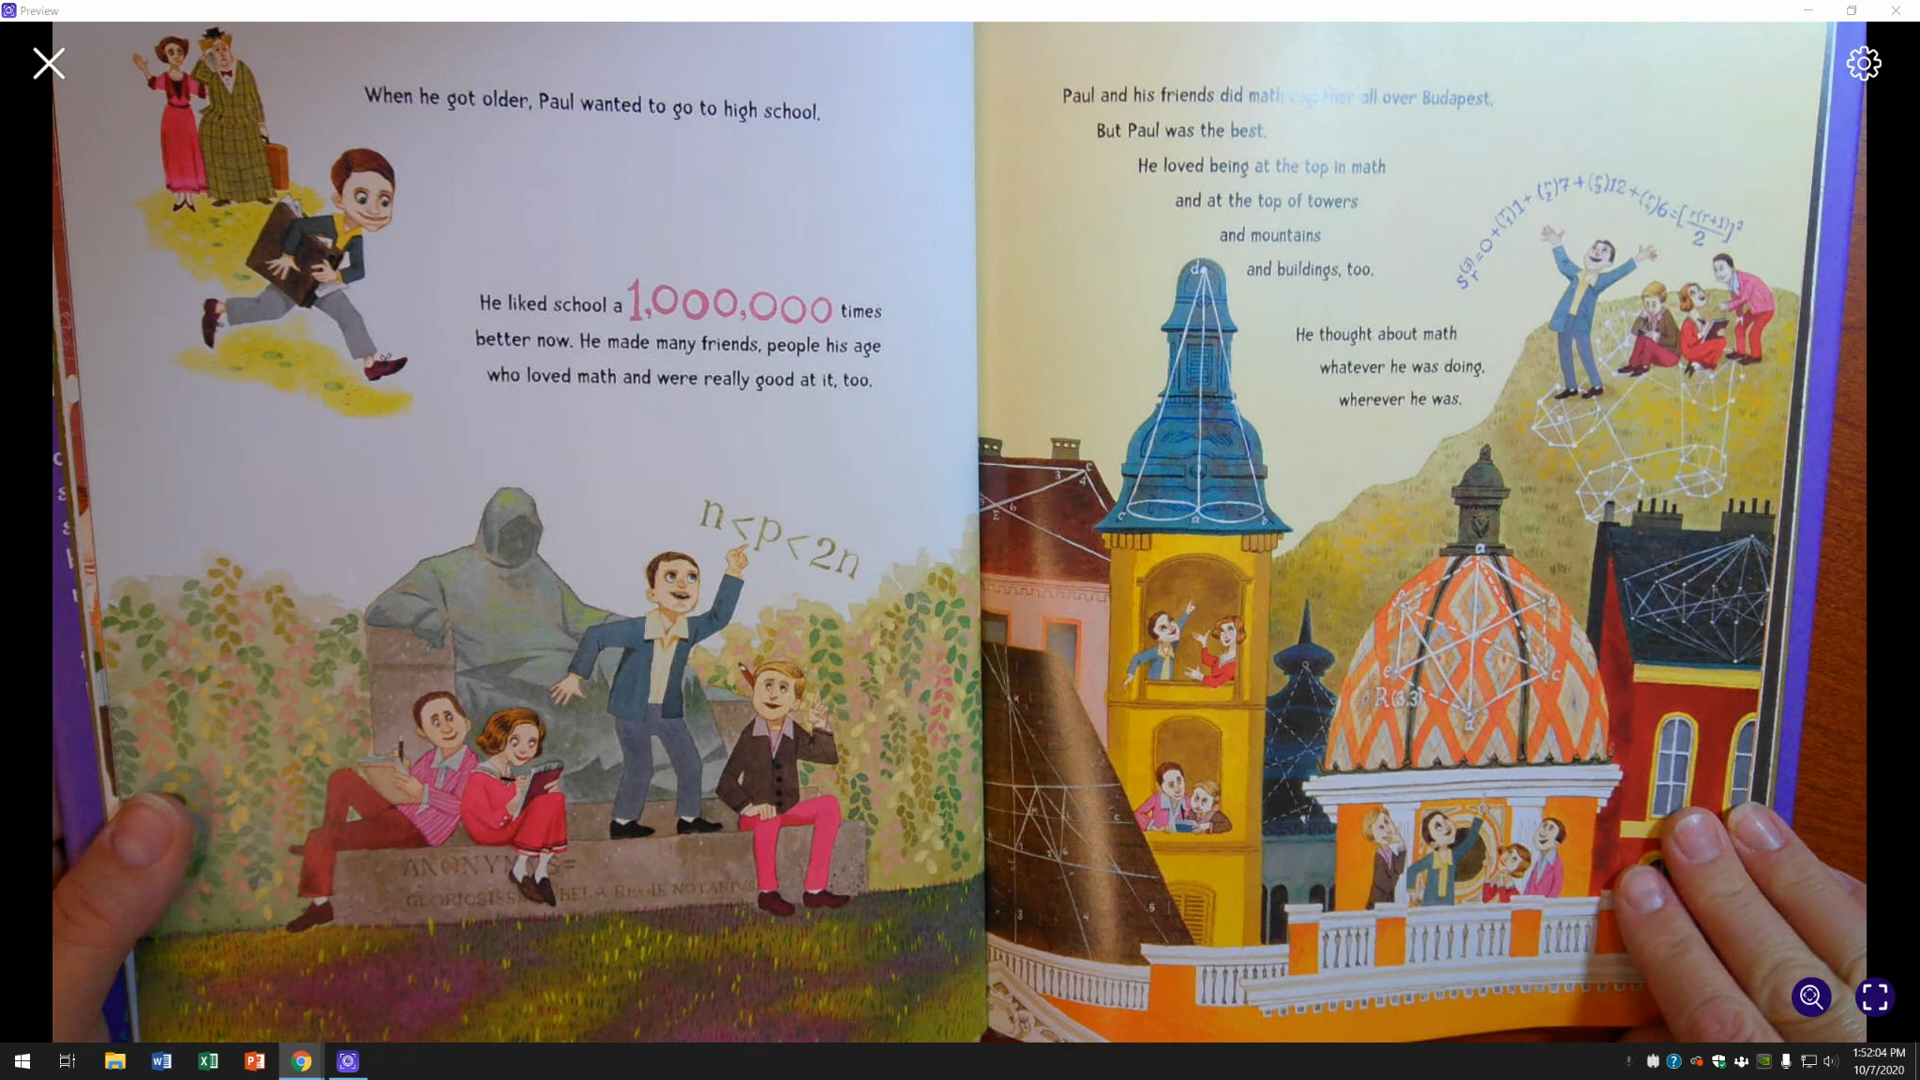 Preview
When he got older, Paul wanted to go to high school.
He liked school a 1,000,000 times
better now. He made many friends, people his age
who loved math and were really good at it, too.
n<p<2n
Paul and his friends did math together all over Budapest.
But Paul was the best.
He loved being at the top in math
and at the top of towers
and mountains
and buildings, too.
He thought about math
whatever he was doing,
wherever he was.
R(3,3)
1:52:04 PM
10/7/2020